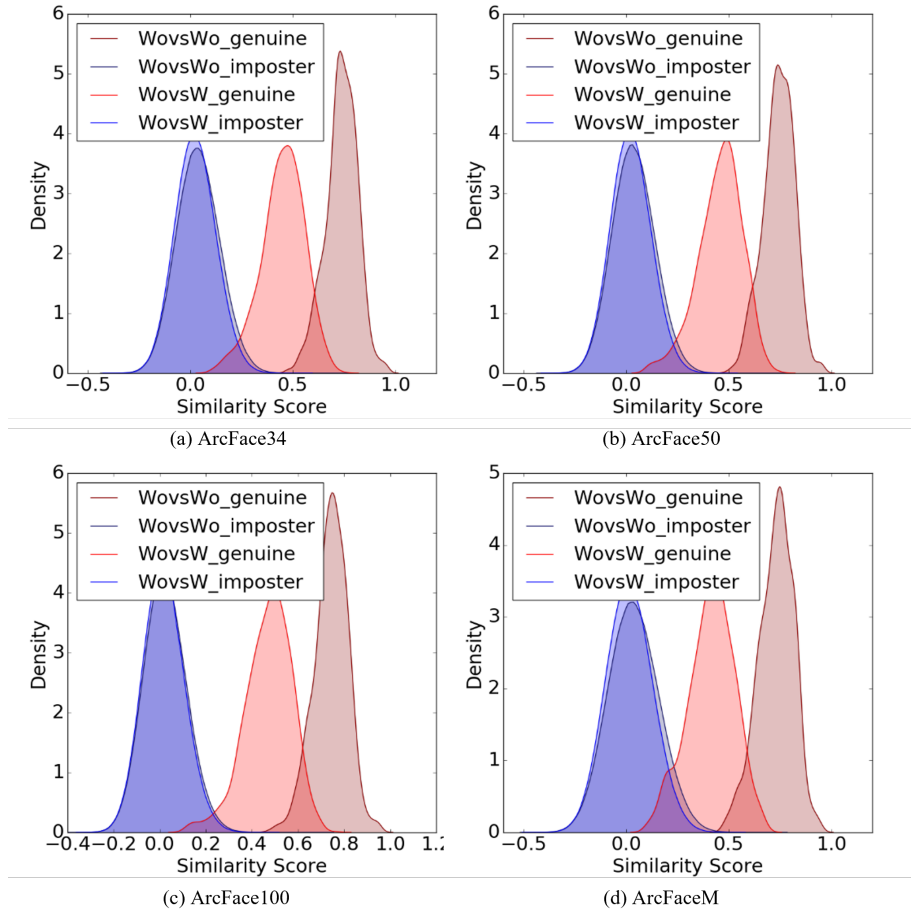 6
5
4
3
2
1
0
Density
WovsWo_genuine
WovsWo_imposter
WovsW_genuine
WovsW_imposter
−0.5 0.0 0.5 1.0
Similarity Score
(a) ArcFace34
6
5
4
3
2
1
0
Density
WovsWo_genuine
WovsWo_imposter
WovsW_genuine
WovsW_imposter
−0.5 0.0 0.5 1.0
Similarity Score
(b) ArcFace50
6
5
4
3
2
1
0
Density
WovsWo_genuine
WovsWo_imposter
WovsW_genuine
WovsW_imposter
−0.4 −0.2 0.0 0.2 0.4 0.6 0.8 1.0
Similarity Score
(c) ArcFace100
5
4
3
2
1
0
Density
WovsWo_genuine
WovsWo_imposter
WovsW_genuine
WovsW_imposter
−0.5 0.0 0.5 1.0
Similarity Score
(d) ArcFaceM